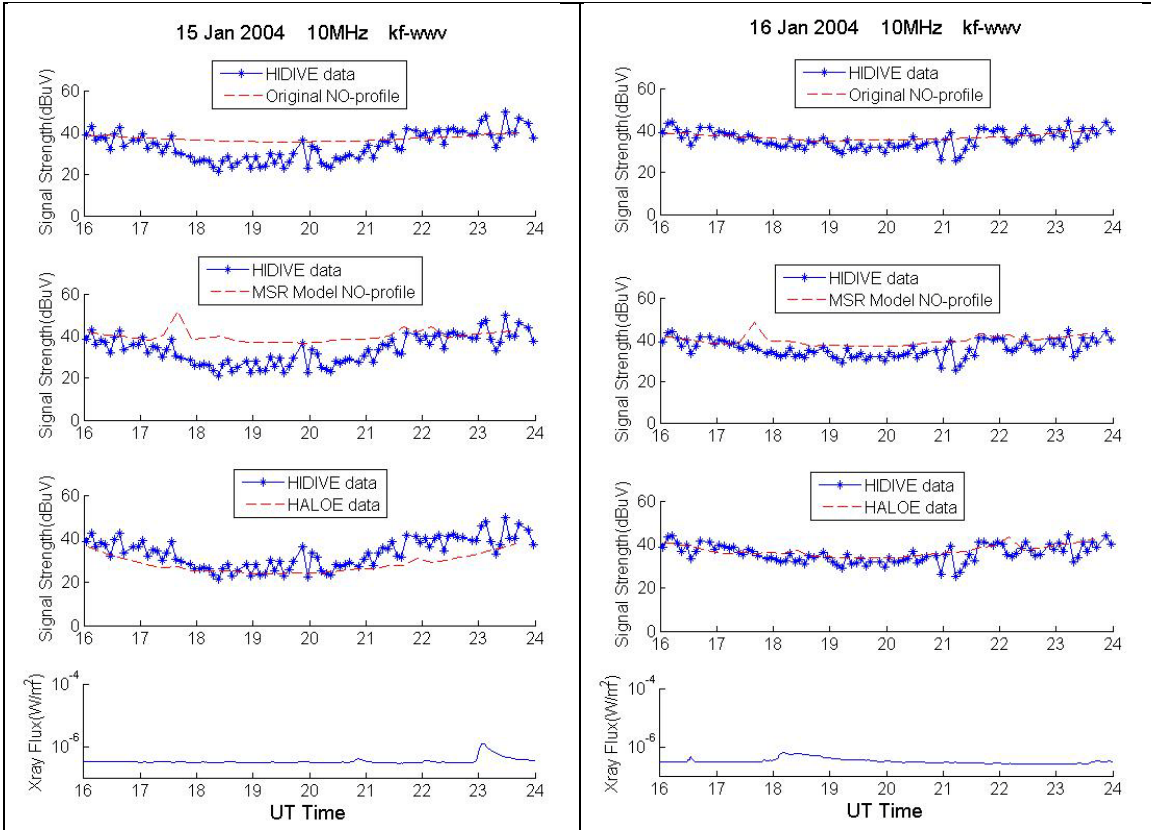 15 Jan 2004 10MHz kf-wwv
HIDIVE data
Original NO-profile
Signal Strength(dBuV)
60
40
20
0
16 17 18 19 20 21 22 23 24
HIDIVE data
MSR Model NO-profile
Signal Strength(dBuV)
60
40
20
0
16 17 18 19 20 21 22 23 24
HIDIVE data
HALOE data
Signal Strength(dBuV)
60
40
20
0
16 17 18 19 20 21 22 23 24
Xray Flux(W/m²)
10⁻⁴
10⁻⁶
16 17 18 19 20 21 22 23 24
UT Time
16 Jan 2004 10MHz kf-wwv
HIDIVE data
Original NO-profile
Signal Strength(dBuV)
60
40
20
0
16 17 18 19 20 21 22 23 24
HIDIVE data
MSR Model NO-profile
Signal Strength(dBuV)
60
40
20
0
16 17 18 19 20 21 22 23 24
HIDIVE data
HALOE data
Signal Strength(dBuV)
60
40
20
0
16 17 18 19 20 21 22 23 24
Xray Flux(W/m²)
10⁻⁴
10⁻⁶
16 17 18 19 20 21 22 23 24
UT Time